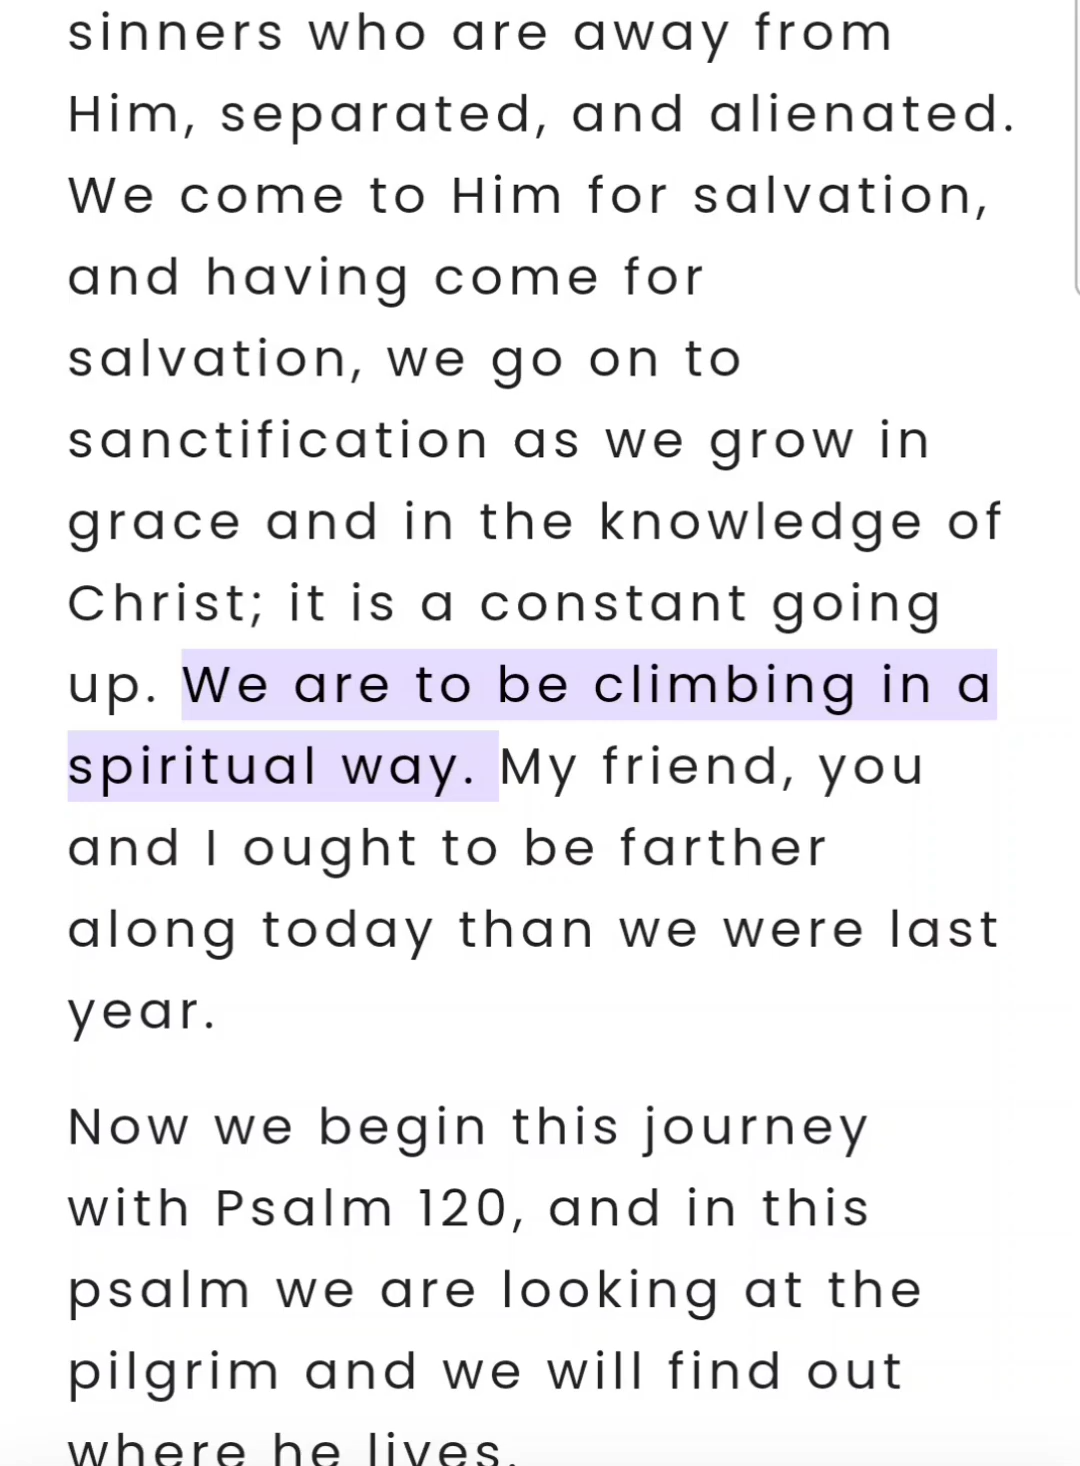 sinners who are away from
Him, separated, and alienated.
We come to Him for salvation,
and having come for
salvation, we go on to
sanctification as we grow in
grace and in the knowledge of
Christ; it is a constant going
up. We are to be climbing in a
spiritual way. My friend, you
and I ought to be farther
along today than we were last
year.
Now we begin this journey
with Psalm 120, and in this
psalm we are looking at the
pilgrim and we will find out
where he lives.